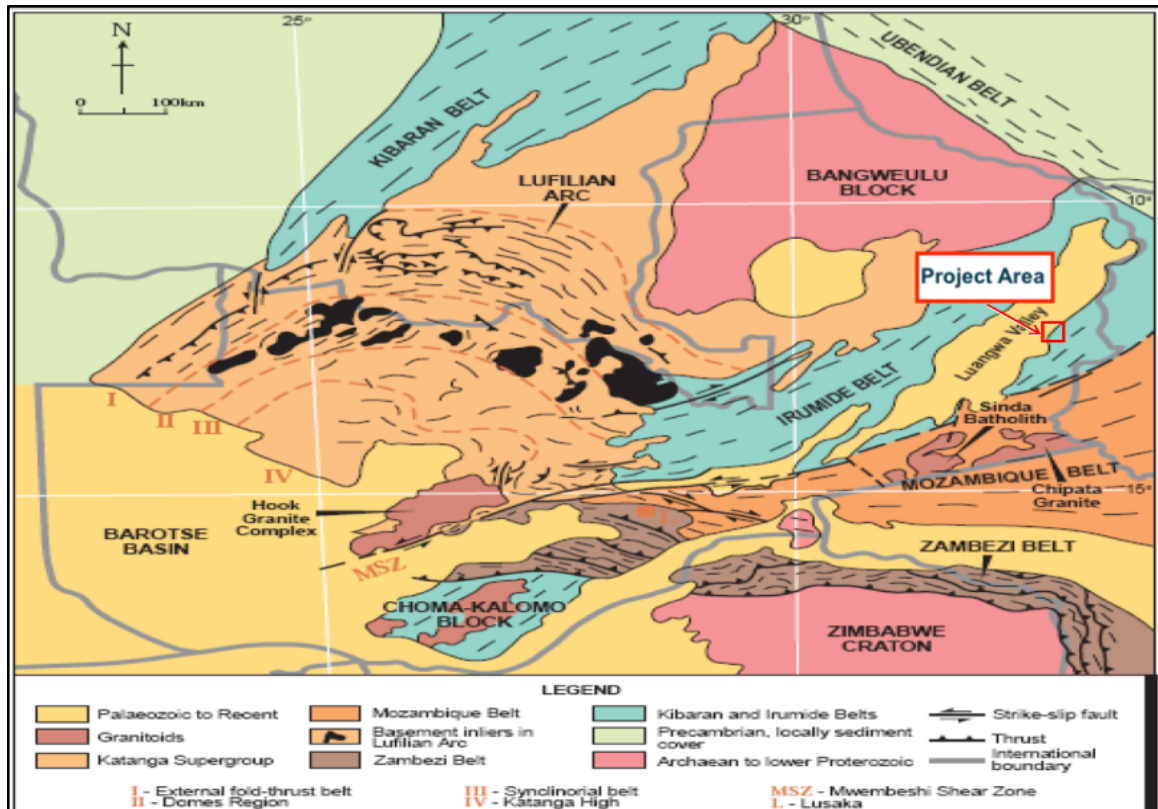 25°
30°
N
0 100km
UBENDIAN BELT
KIBARAN BELT
LUFILIAN
ARC
BANGWEULU
BLOCK
10°
Project Area
Luangwa Valley
IRUMIDE BELT
Sinda
Batholith
I
II
III
IV
MOZAMBIQUE BELT
Chipata
Granite
15°
Hook
Granite
Complex
BAROTSE
BASIN
MSZ
L
ZAMBEZI BELT
CHOMA-KALOMO
BLOCK
ZIMBABWE
CRATON
LEGEND
Palaeozoic to Recent
Granitoids
Katanga Supergroup
Mozambique Belt
Basement inliers in
Lufilian Arc
Zambezi Belt
Kibaran and Irumide Belts
Precambrian, locally sediment
cover
Archaean to lower Proterozoic
Strike-slip fault
Thrust
International
boundary
I - External fold-thrust belt
II - Domes Region
III - Synclinorial belt
IV - Katanga High
MSZ - Mwembeshi Shear Zone
L - Lusaka